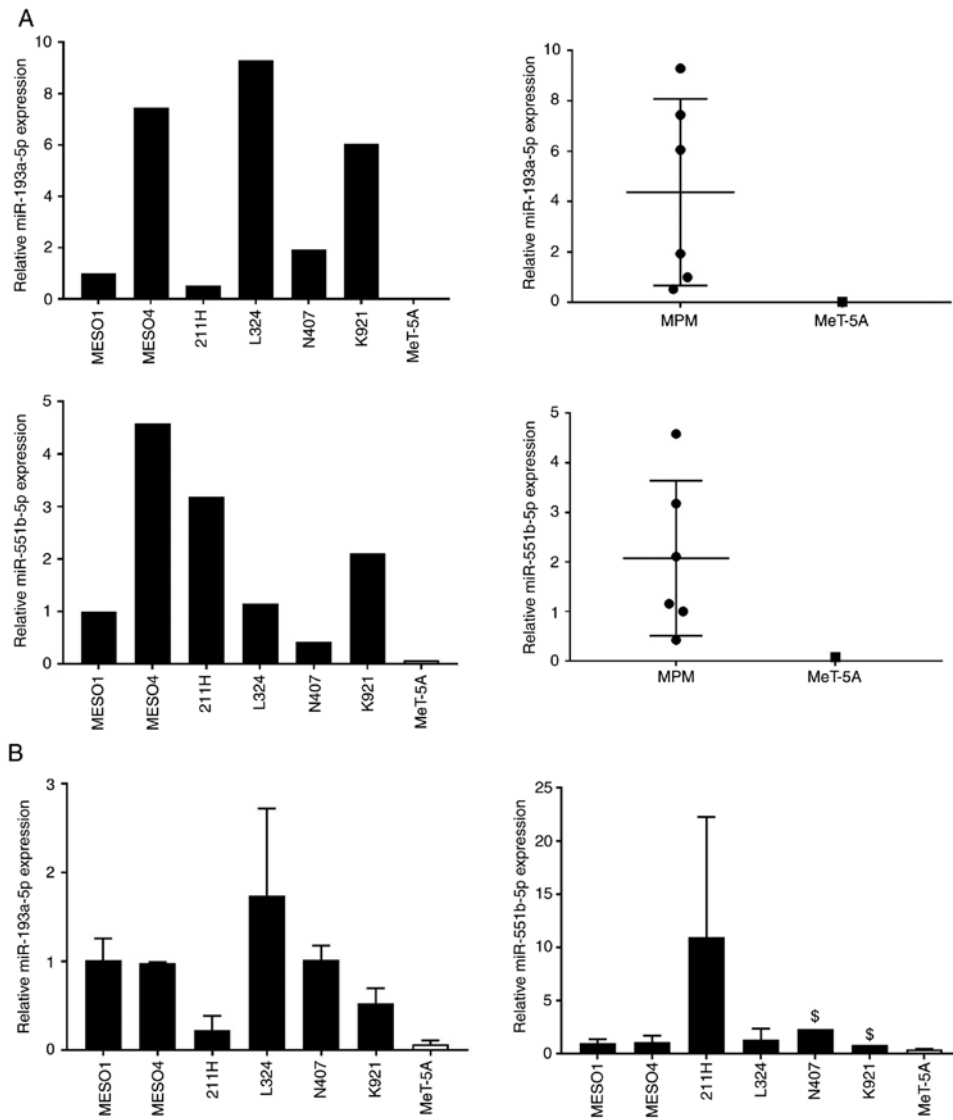 A
Relative miR-193a-5p expression
10
8
6
4
2
0
MESO1
MESO4
211H
L324
N407
K921
MeT-5A
Relative miR-193a-5p expression
10
8
6
4
2
0
MPM
MeT-5A
Relative miR-551b-5p expression
5
4
3
2
1
0
MESO1
MESO4
211H
L324
N407
K921
MeT-5A
Relative miR-551b-5p expression
5
4
3
2
1
0
MPM
MeT-5A
B
Relative miR-193a-5p expression
3
2
1
0
MESO1
MESO4
211H
L324
N407
K921
MeT-5A
Relative miR-551b-5p expression
25
20
15
10
5
0
$
$
MESO1
MESO4
211H
L324
N407
K921
MeT-5A